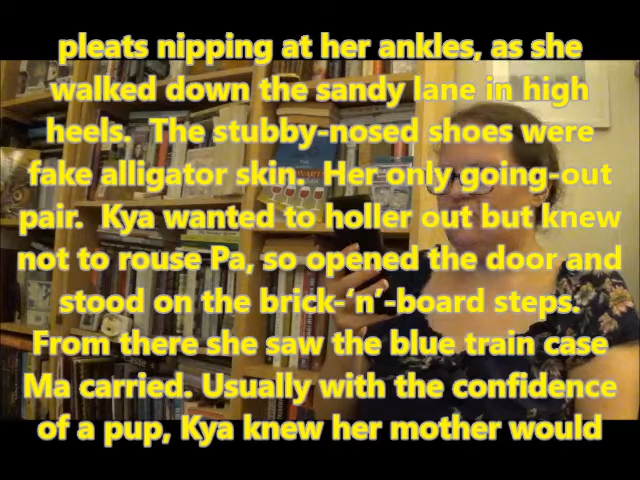 pleats nipping at her ankles, as she
walked down the sandy lane in high
heels.  The stubby-nosed shoes were
fake alligator skin.  Her only going-out
pair.  Kya wanted to holler out but knew
not to rouse Pa, so opened the door and
stood on the brick-’n’-board steps.
From there she saw the blue train case
Ma carried. Usually with the confidence
of a pup, Kya knew her mother would